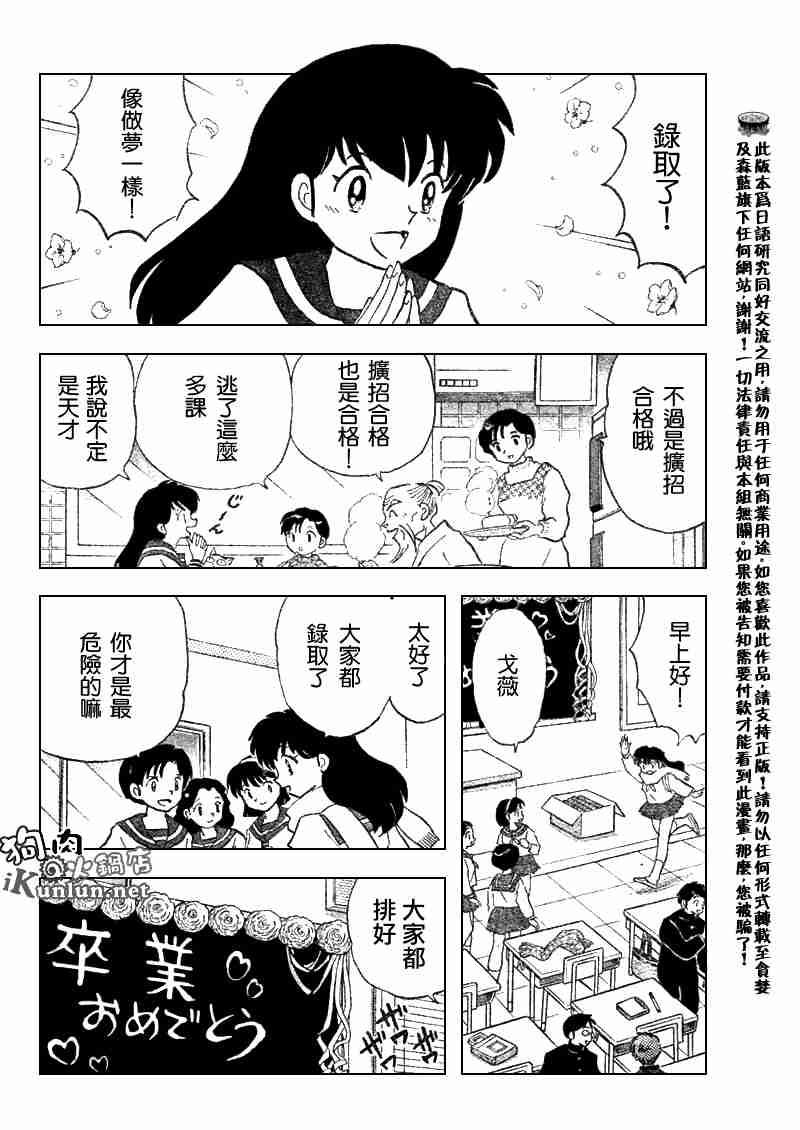 錄取了！
像做夢一樣！
不過是擴招
合格哦
擴招合格
也是合格！
逃了這麼
多課
我說不定
是天才
じーん
早上好！
戈薇
太好了
大家都
錄取了
你才是最
危險的嘛
大家都
排好
ザワ
ザワ
卒業
おめでとう
狗肉
火鍋店
iKunlun.net
此版本爲日語研究同好交流之用，請勿用于任何商業用途。如您喜歡此作品，請支持正版！請勿以任何形式轉載至貪婪
及森藍旗下任何網站，謝謝！一切法律責任與本組無關。如果您被告知需要付款才能看到此漫畫，那麼，您被騙了！